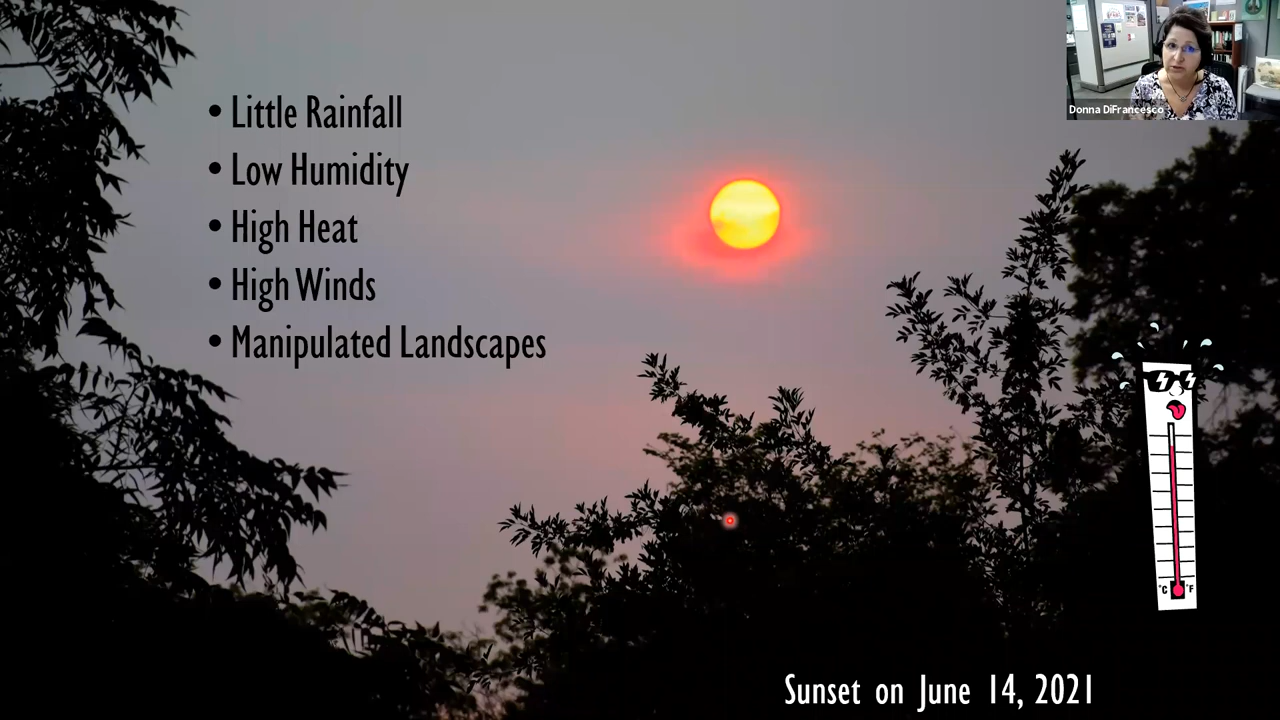 • Little Rainfall
• Low Humidity
• High Heat
• High Winds
• Manipulated Landscapes
Donna DiFrancesco
°C °F
Sunset on June 14, 2021